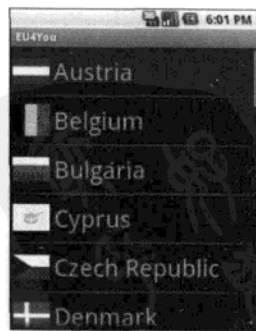 6:01 PM
EU4You
Austria
Belgium
Bulgaria
Cyprus
Czech Republic
Denmark